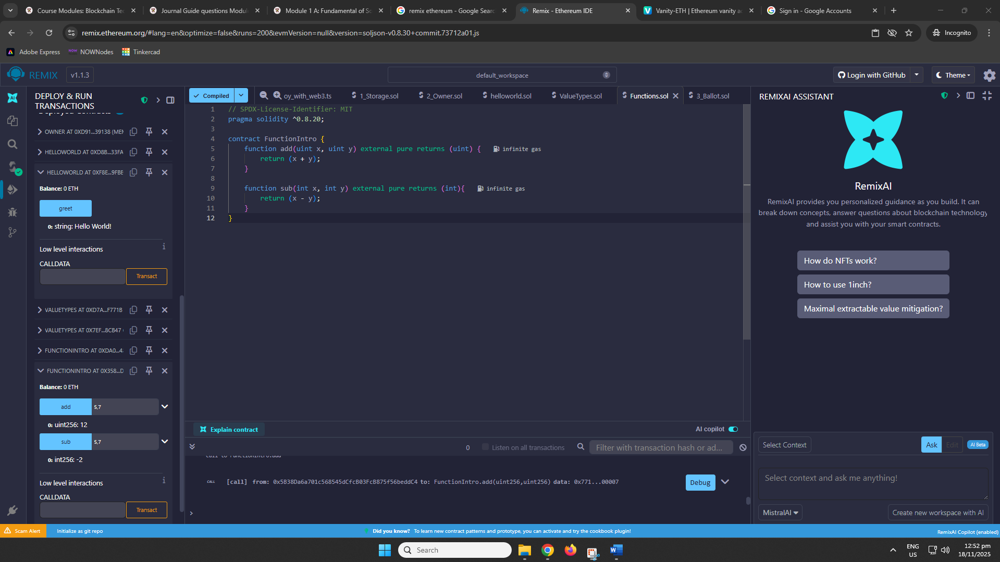 Course Modules: Blockchain Te
Journal Guide questions Modul
Module 1 A: Fundamental of So
remix ethereum - Google Searc
Remix - Ethereum IDE
Vanity-ETH | Ethereum vanity ad
Sign in - Google Accounts
remix.ethereum.org/#lang=en&optimize=false&runs=200&evmVersion=null&version=soljson-v0.8.30+commit.73712a01.js
Incognito
Adobe Express
NOW NOWNodes
Tinkercad
REMIX
v1.1.3
default_workspace
Login with GitHub
Theme
AI
DEPLOY & RUN
TRANSACTIONS
Deployed Contracts
OWNER AT 0XD91...39138 (MEM
HELLOWORLD AT 0XD8B...33FA
HELLOWORLD AT 0XF8E...9FBE
Balance: 0 ETH
greet
0: string: Hello World!
Low level interactions
i
CALLDATA
Transact
VALUETYPES AT 0XD7A...F771B
VALUETYPES AT 0X7EF...8CB47 (
FUNCTIONINTRO AT 0XDA0...4
FUNCTIONINTRO AT 0X358...D
Balance: 0 ETH
add
5,7
0: uint256: 12
sub
5,7
0: int256: -2
Low level interactions
i
CALLDATA
Transact
Compiled
oy_with_web3.ts
1_Storage.sol
2_Owner.sol
helloworld.sol
ValueTypes.sol
Functions.sol
3_Ballot.sol
1 // SPDX-License-Identifier: MIT
2 pragma solidity ^0.8.20;
3
4 contract FunctionIntro {
5 function add(uint x, uint y) external pure returns (uint) { infinite gas
6 return (x + y);
7 }
8
9 function sub(int x, int y) external pure returns (int){ infinite gas
10 return (x - y);
11 }
12 }
Explain contract
AI copilot
0
Listen on all transactions
Filter with transaction hash or ad...
call to FunctionIntro.add
CALL [call] from: 0x5B38Da6a701c568545dCfcB03FcB875f56beddC4 to: FunctionIntro.add(uint256,uint256) data: 0x771...00007
Debug
>
REMIXAI ASSISTANT
RemixAI
RemixAI provides you personalized guidance as you build. It can
break down concepts, answer questions about blockchain technology
and assist you with your smart contracts.
How do NFTs work?
How to use 1inch?
Maximal extractable value mitigation?
Select Context
Ask
Edit
AI Beta
Select context and ask me anything!
MistralAI
Create new workspace with AI
Scam Alert
Initialize as git repo
Did you know? To learn new contract patterns and prototype, you can activate and try the cookbook plugin!
RemixAI Copilot (enabled)
Search
ENG
US
12:52 pm
18/11/2025